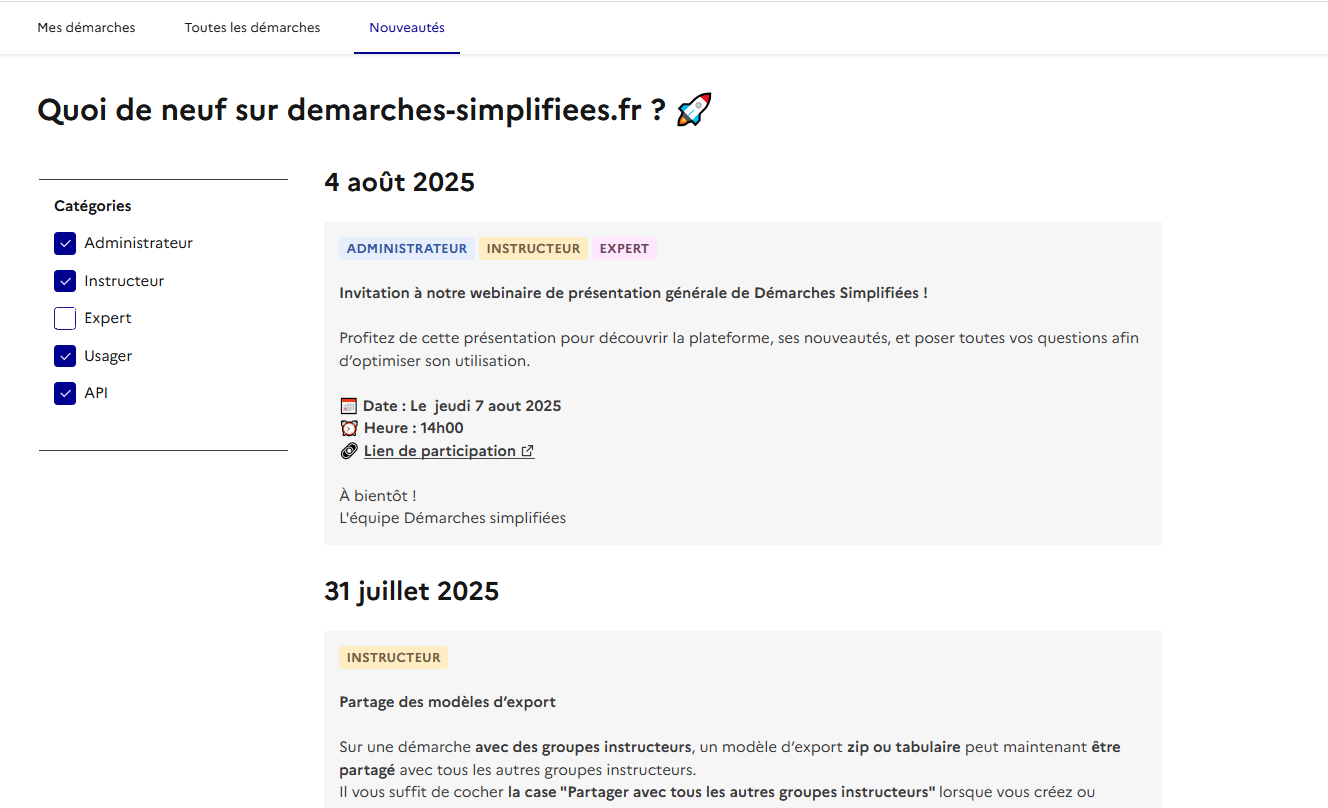 Mes démarches
Toutes les démarches
Nouveautés
Quoi de neuf sur demarches-simplifiees.fr ? 🚀
Catégories
Administrateur
Instructeur
Expert
Usager
API
4 août 2025
ADMINISTRATEUR INSTRUCTEUR EXPERT
Invitation à notre webinaire de présentation générale de Démarches Simplifiées !
Profitez de cette présentation pour découvrir la plateforme, ses nouveautés, et poser toutes vos questions afin
d’optimiser son utilisation.
Date : Le jeudi 7 aout 2025
Heure : 14h00
Lien de participation
À bientôt !
L'équipe Démarches simplifiées
31 juillet 2025
INSTRUCTEUR
Partage des modèles d’export
Sur une démarche avec des groupes instructeurs, un modèle d’export zip ou tabulaire peut maintenant être
partagé avec tous les autres groupes instructeurs.
Il vous suffit de cocher la case "Partager avec tous les autres groupes instructeurs" lorsque vous créez ou